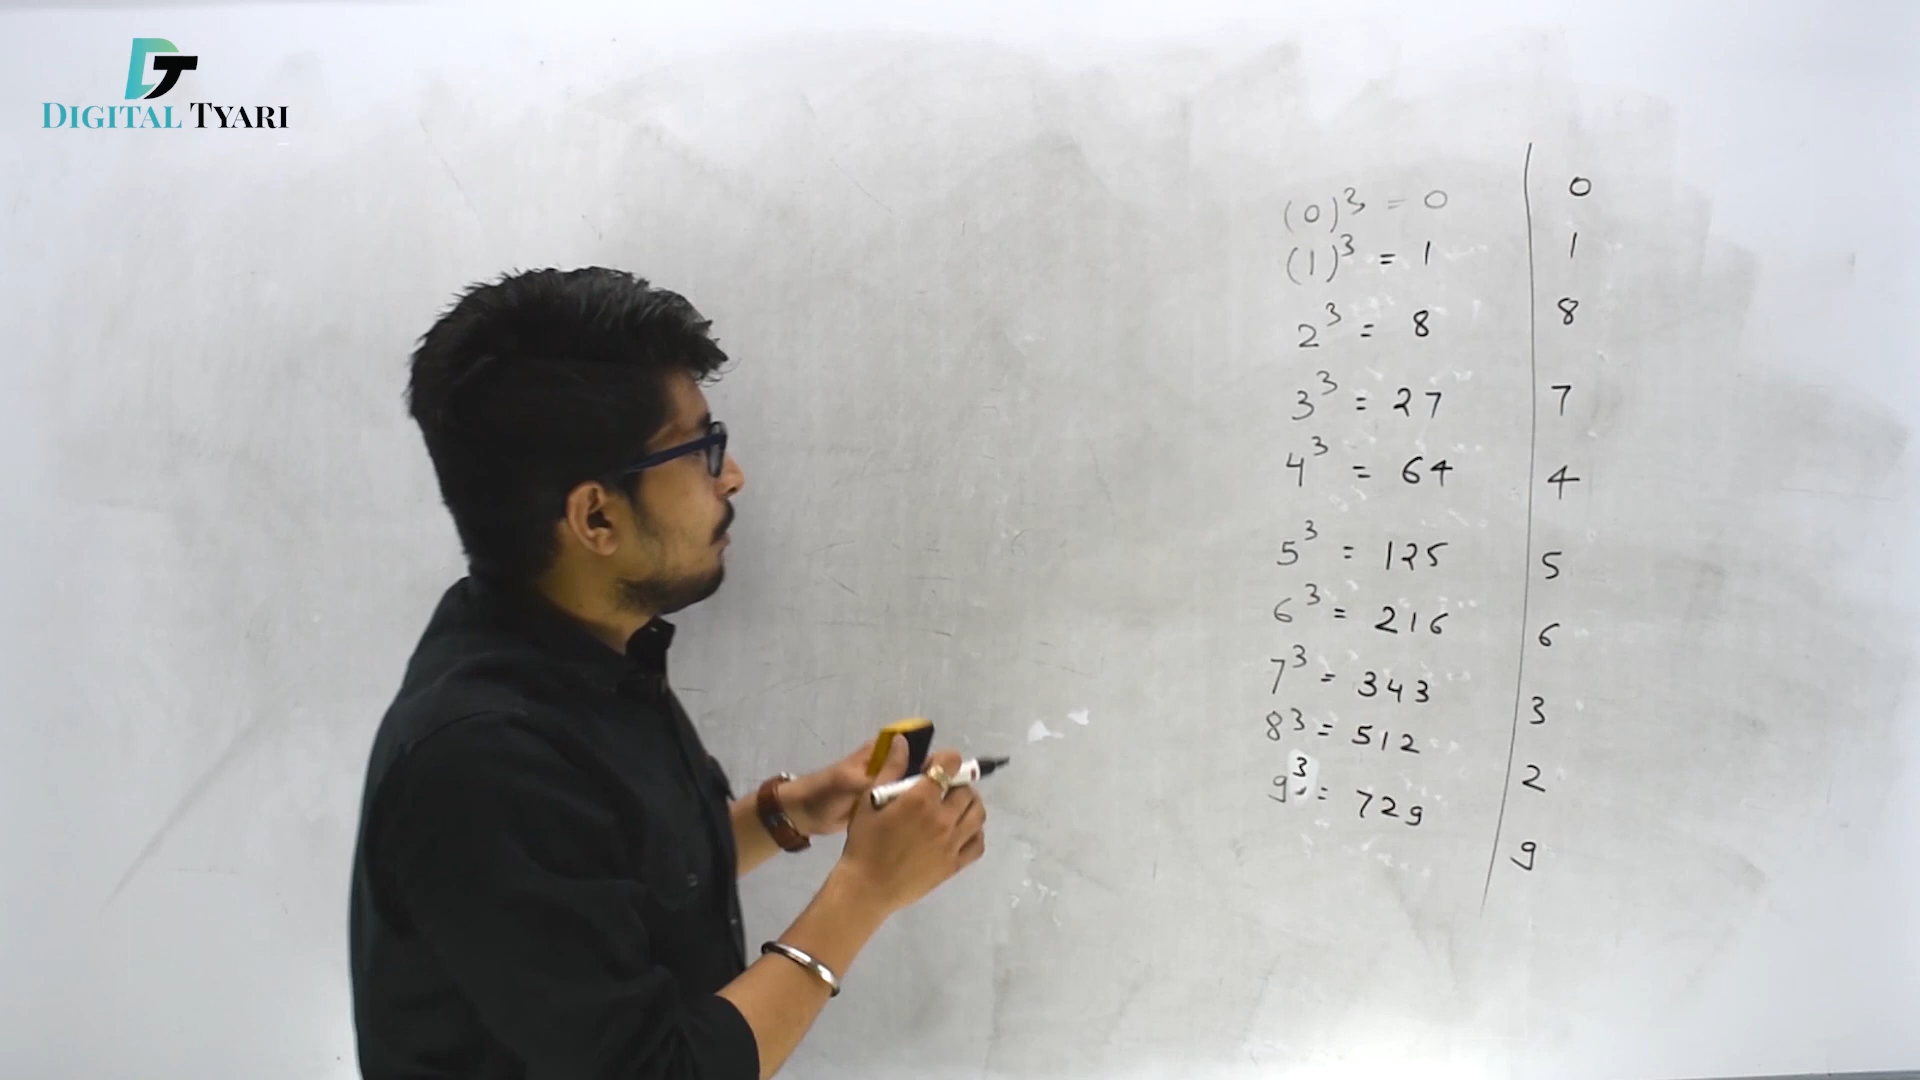 DT
DIGITAL TYARI
(0)³ = 0 | 0
(1)³ = 1 | 1
2³ = 8 | 8
3³ = 27 | 7
4³ = 64 | 4
5³ = 125 | 5
6³ = 216 | 6
7³ = 343 | 3
8³ = 512 | 2
9³ = 729 | 9